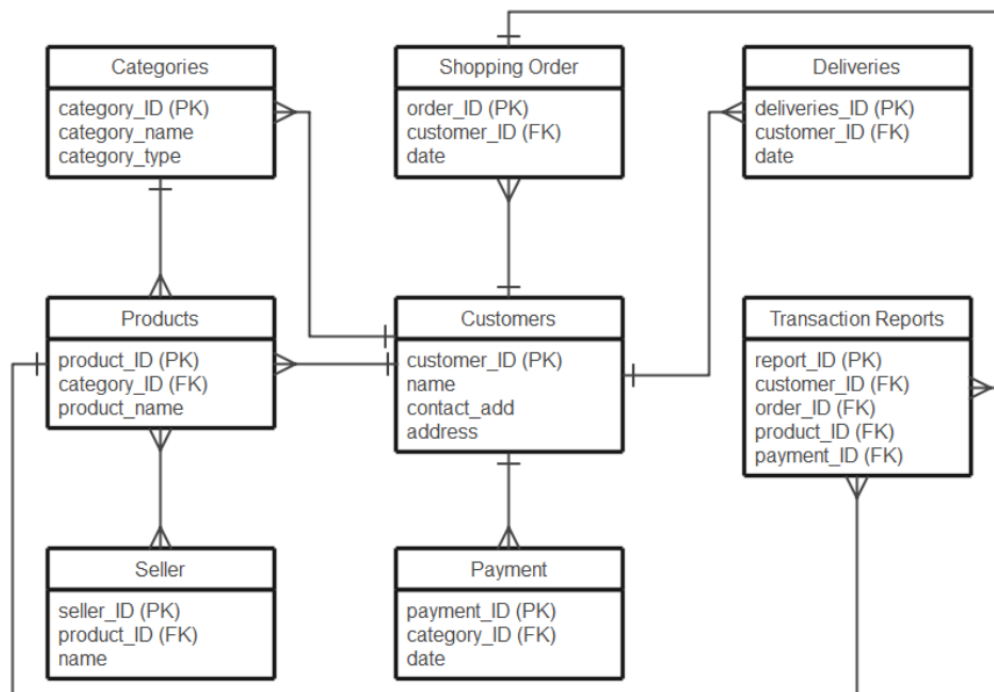 Categories
category_ID (PK)
category_name
category_type
Shopping Order
order_ID (PK)
customer_ID (FK)
date
Deliveries
deliveries_ID (PK)
customer_ID (FK)
date
Products
product_ID (PK)
category_ID (FK)
product_name
Customers
customer_ID (PK)
name
contact_add
address
Transaction Reports
report_ID (PK)
customer_ID (FK)
order_ID (FK)
product_ID (FK)
payment_ID (FK)
Seller
seller_ID (PK)
product_ID (FK)
name
Payment
payment_ID (PK)
category_ID (FK)
date